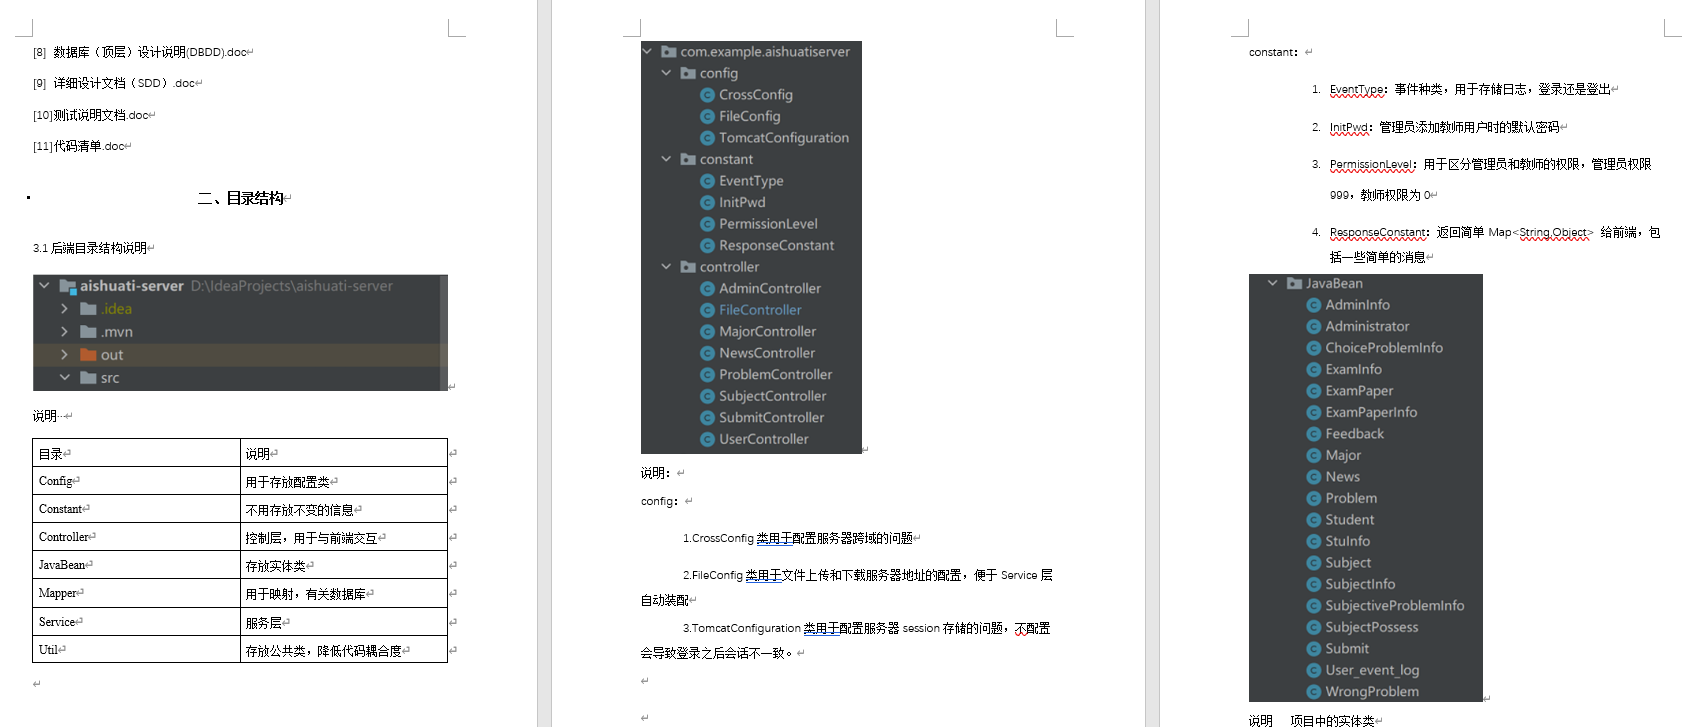 [8] 数据库（顶层）设计说明(DBDD).doc
[9] 详细设计文档（SDD）.doc
[10]测试说明文档.doc
[11]代码清单.doc
二、目录结构
3.1 后端目录结构说明
aishuati-server D:\IdeaProjects\aishuati-server
.idea
.mvn
out
src
说明
目录 说明
Config 用于存放配置类
Constant 不用存放不变的信息
Controller 控制层，用于与前端交互
JavaBean 存放实体类
Mapper 用于映射，有关数据库
Service 服务层
Util 存放公共类，降低代码耦合度
com.example.aishuatiserver
config
CrossConfig
FileConfig
TomcatConfiguration
constant
EventType
InitPwd
PermissionLevel
ResponseConstant
controller
AdminController
FileController
MajorController
NewsController
ProblemController
SubjectController
SubmitController
UserController
说明：
config：
1.CrossConfig 类用于配置服务器跨域的问题
2.FileConfig 类用于文件上传和下载服务器地址的配置，便于 Service 层
自动装配
3.TomcatConfiguration 类用于配置服务器 session 存储的问题，不配置
会导致登录之后会话不一致。
constant：
1. EventType：事件种类，用于存储日志，登录还是登出
2. InitPwd：管理员添加教师用户时的默认密码
3. PermissionLevel：用于区分管理员和教师的权限，管理员权限
999，教师权限为 0
4. ResponseConstant：返回简单 Map<String,Object> 给前端，包
括一些简单的消息
JavaBean
AdminInfo
Administrator
ChoiceProblemInfo
ExamInfo
ExamPaper
ExamPaperInfo
Feedback
Major
News
Problem
Student
StuInfo
Subject
SubjectInfo
SubjectiveProblemInfo
SubjectPossess
Submit
User_event_log
WrongProblem
说明 项目中的实体类